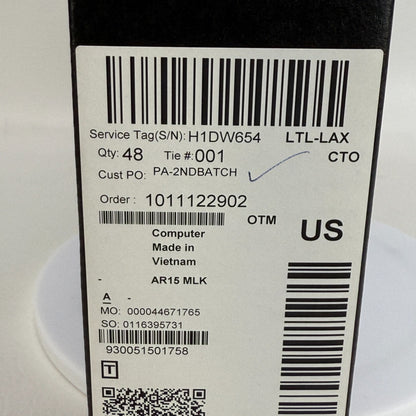 Service Tag(S/N): H1DW654 LTL-LAX
Qty: 48 Tie #: 001 CTO
Cust PO: PA-2NDBATCH
Order : 1011122902
OTM US
Computer
Made in
Vietnam
- AR15 MLK
A -
MO: 000044671765
SO: 0116395731
930051501758
T